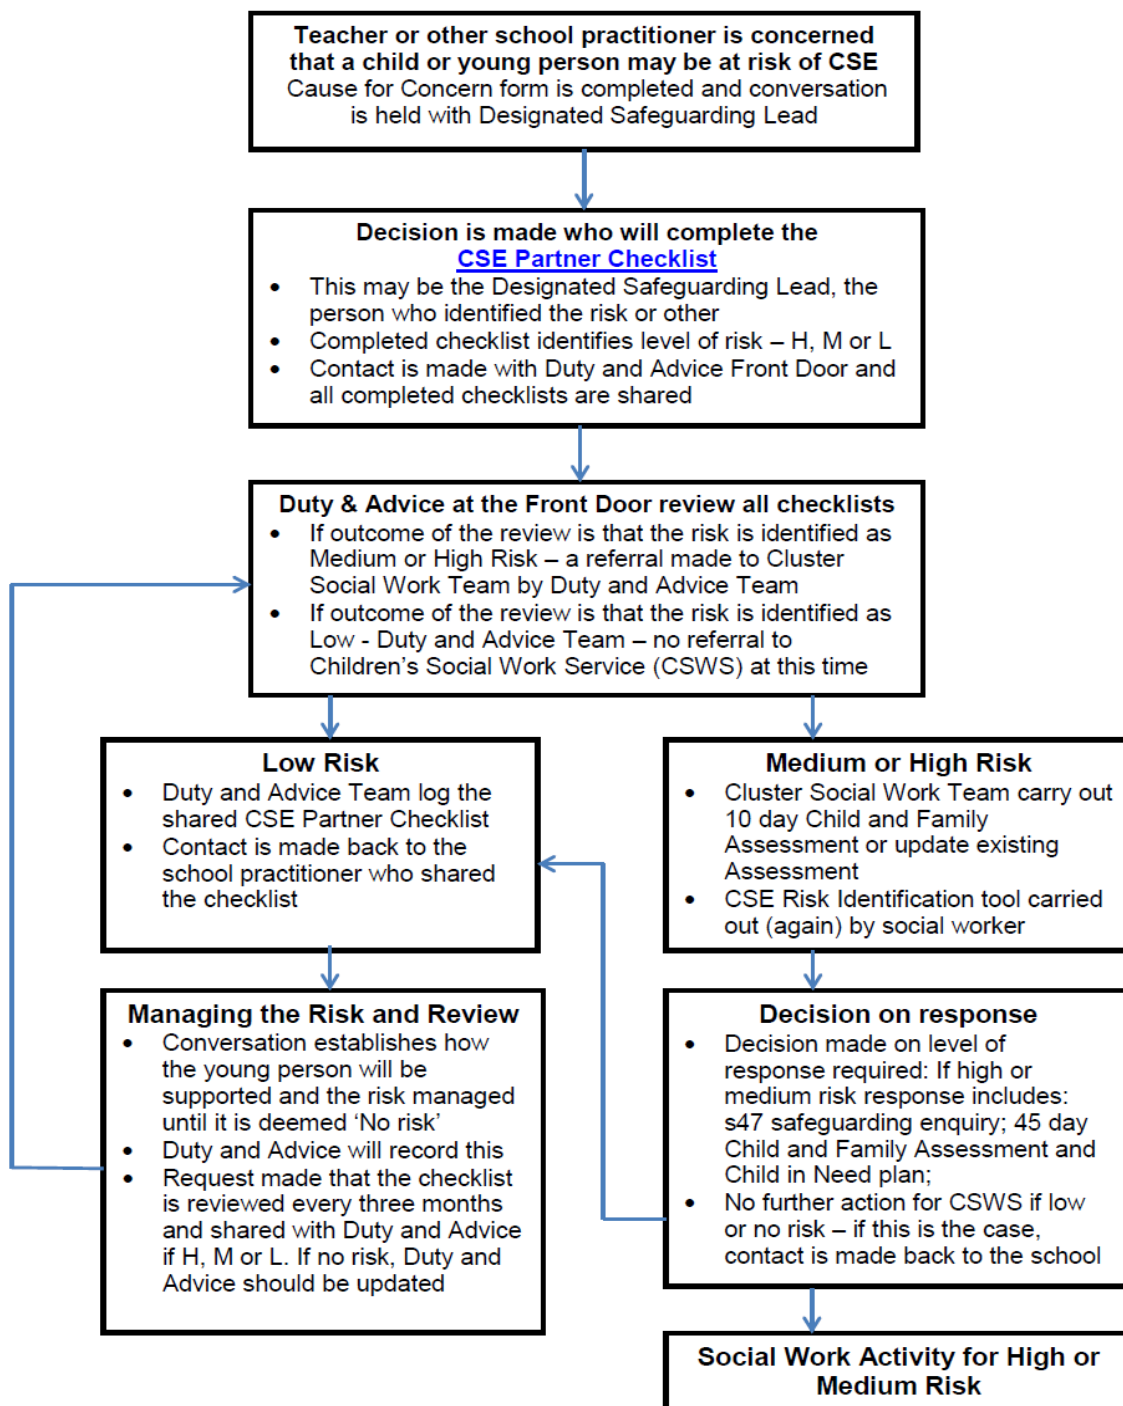 Teacher or other school practitioner is concerned
that a child or young person may be at risk of CSE
Cause for Concern form is completed and conversation
is held with Designated Safeguarding Lead
Decision is made who will complete the
CSE Partner Checklist
• This may be the Designated Safeguarding Lead, the
person who identified the risk or other
• Completed checklist identifies level of risk – H, M or L
• Contact is made with Duty and Advice Front Door and
all completed checklists are shared
Duty & Advice at the Front Door review all checklists
• If outcome of the review is that the risk is identified as
Medium or High Risk – a referral made to Cluster
Social Work Team by Duty and Advice Team
• If outcome of the review is that the risk is identified as
Low - Duty and Advice Team – no referral to
Children's Social Work Service (CSWS) at this time
Low Risk
• Duty and Advice Team log the
shared CSE Partner Checklist
• Contact is made back to the
school practitioner who shared
the checklist
Medium or High Risk
• Cluster Social Work Team carry out
10 day Child and Family
Assessment or update existing
Assessment
• CSE Risk Identification tool carried
out (again) by social worker
Managing the Risk and Review
• Conversation establishes how
the young person will be
supported and the risk managed
until it is deemed 'No risk'
• Duty and Advice will record this
• Request made that the checklist
is reviewed every three months
and shared with Duty and Advice
if H, M or L. If no risk, Duty and
Advice should be updated
Decision on response
• Decision made on level of
response required: If high or
medium risk response includes:
s47 safeguarding enquiry; 45 day
Child and Family Assessment and
Child in Need plan;
• No further action for CSWS if low
or no risk – if this is the case,
contact is made back to the school
Social Work Activity for High or
Medium Risk